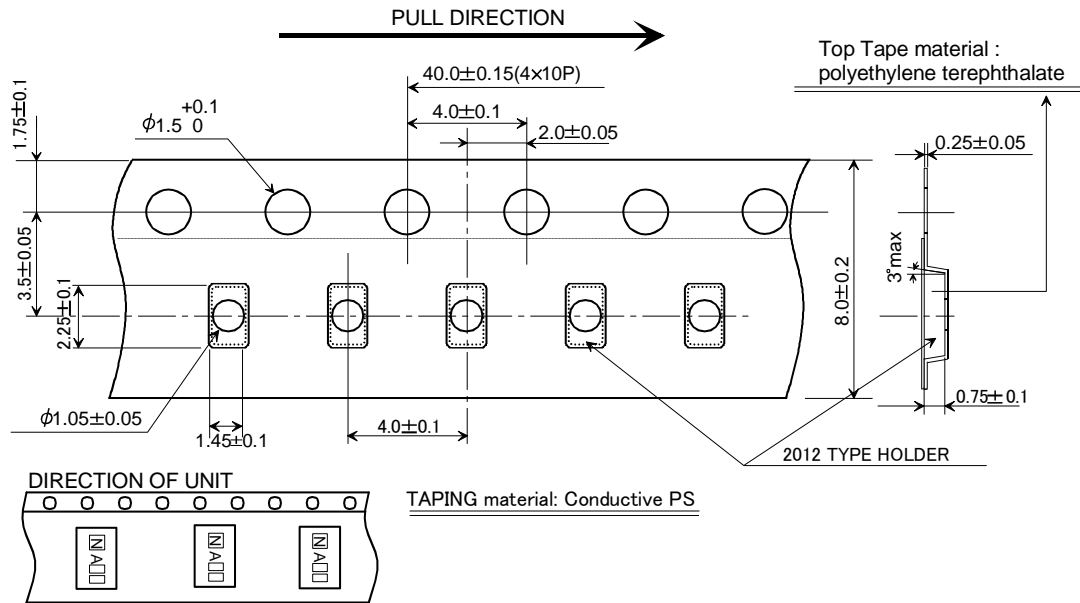 PULL DIRECTION
Top Tape material :
polyethylene terephthalate
40.0±0.15(4×10P)
1.75±0.1
+0.1
φ1.5 0
4.0±0.1
2.0±0.05
0.25±0.05
3.5±0.05
3°max
2.25±0.1
8.0±0.2
φ1.05±0.05
1.45±0.1
4.0±0.1
0.75±0.1
2012 TYPE HOLDER
DIRECTION OF UNIT
TAPING material: Conductive PS
N A□□
N A□□
N A□□